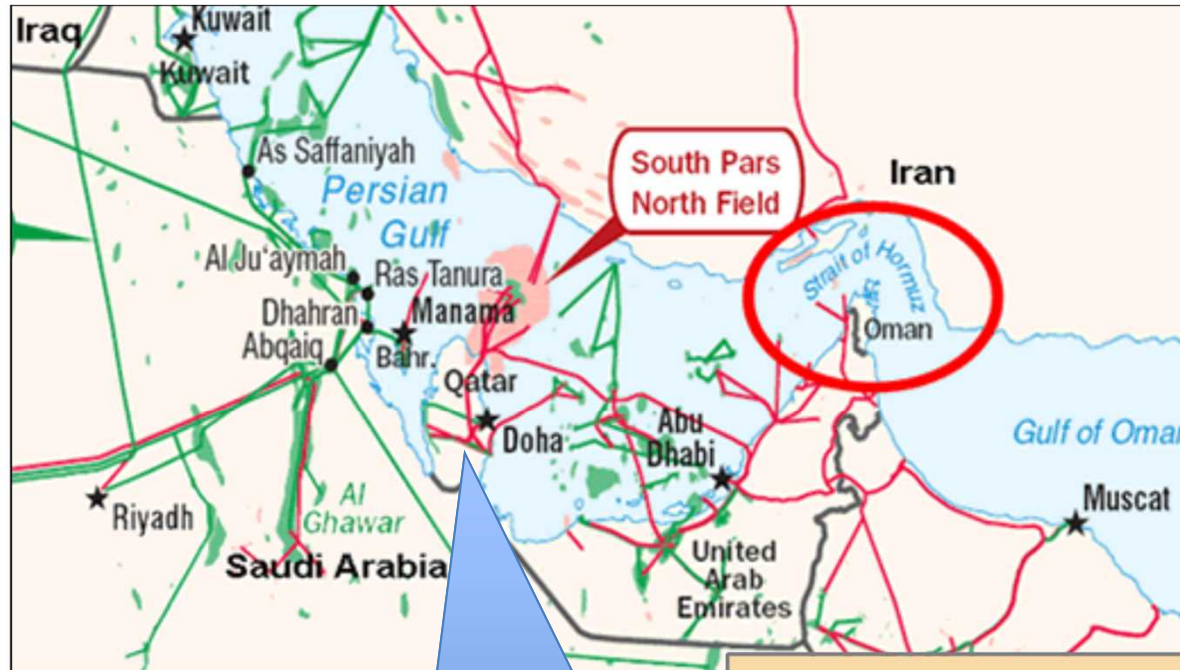 Iraq
Kuwait
Kuwait
As Saffaniyah
Persian
Gulf
South Pars
North Field
Iran
Strait of Hormuz
Al Ju‘aymah
Ras Tanura
Dhahran
Manama
Abqaiq
Bahr.
Oman
Qatar
Doha
Abu
Dhabi
Gulf of Oman
Muscat
Riyadh
Al
Ghawar
Saudi Arabia
United
Arab
Emirates